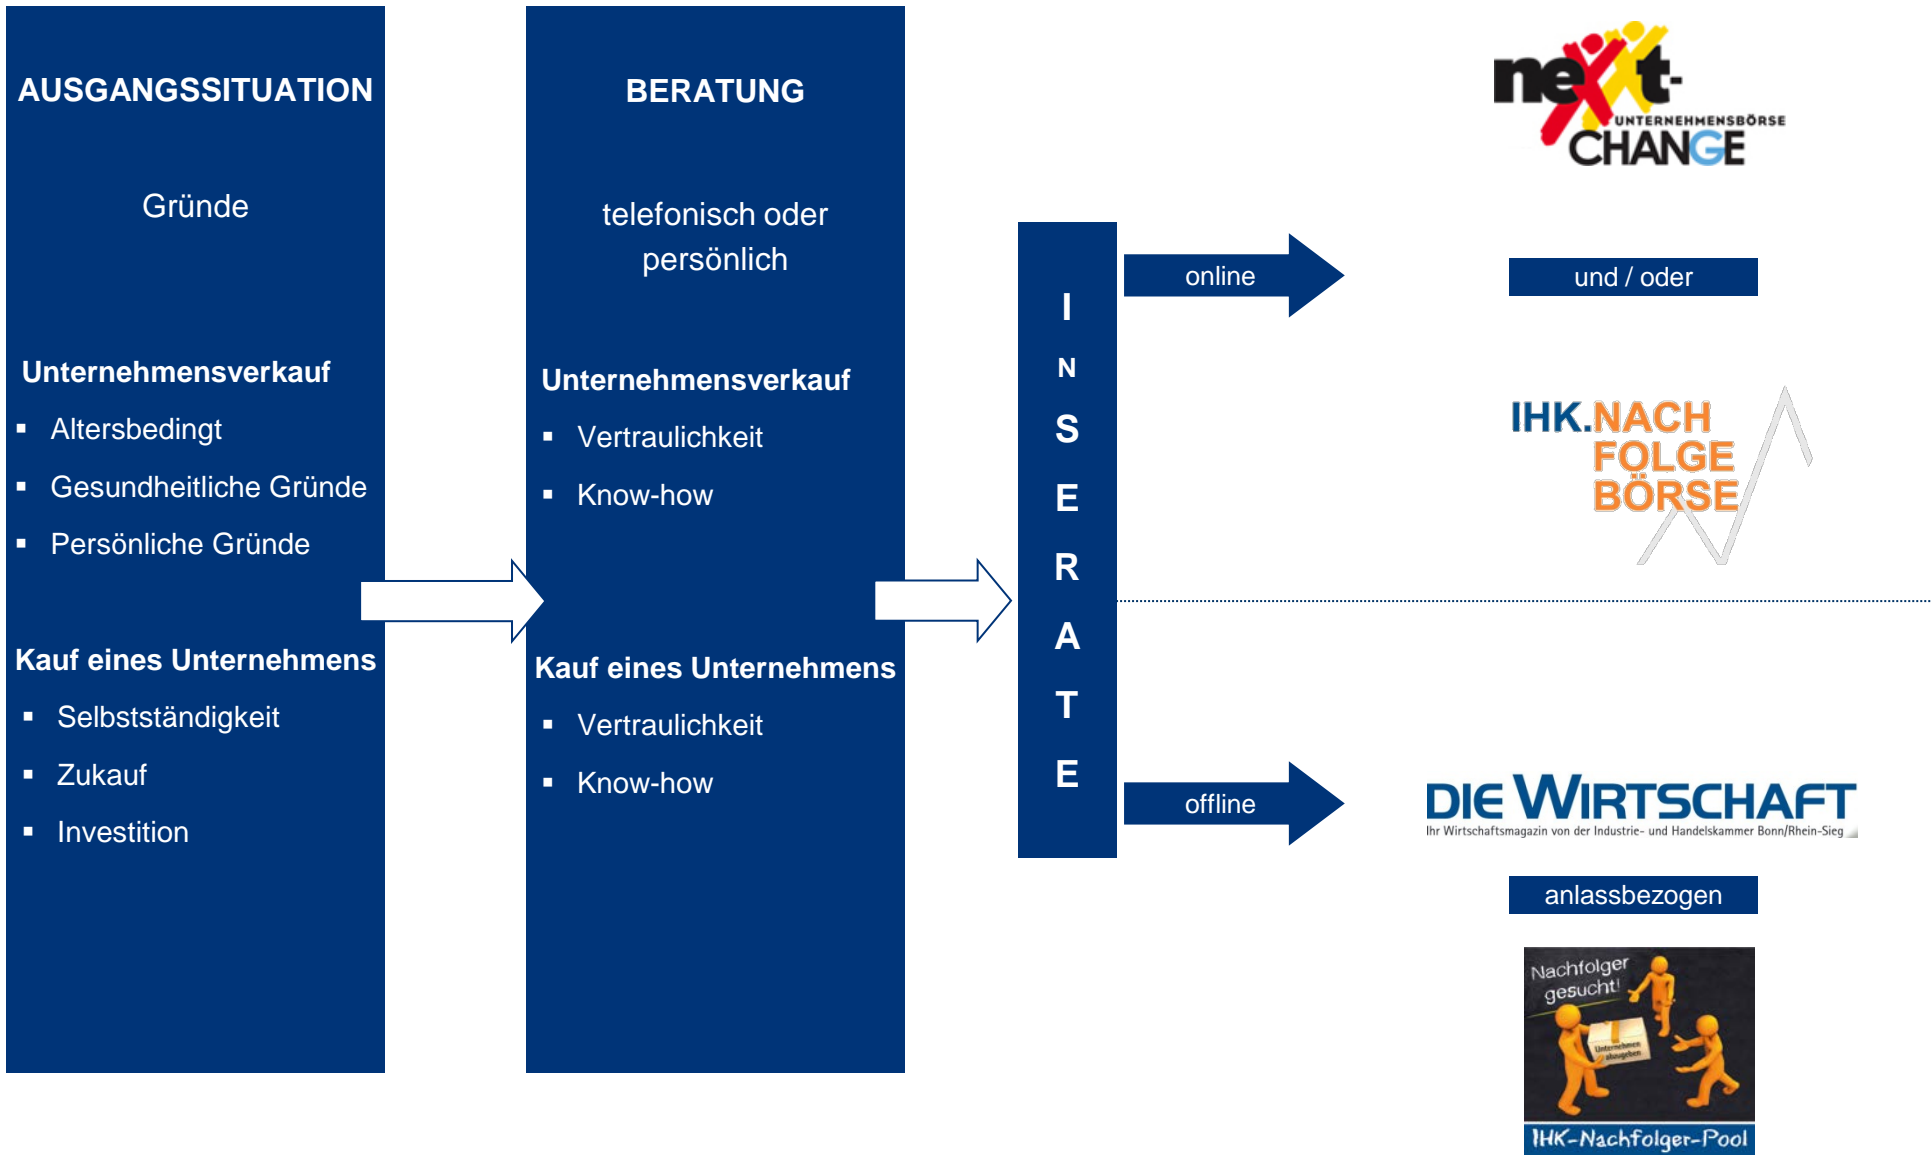 AUSGANGSSITUATION
Gründe
Unternehmensverkauf
▪ Altersbedingt
▪ Gesundheitliche Gründe
▪ Persönliche Gründe
Kauf eines Unternehmens
▪ Selbstständigkeit
▪ Zukauf
▪ Investition
BERATUNG
telefonisch oder
persönlich
Unternehmensverkauf
▪ Vertraulichkeit
▪ Know-how
Kauf eines Unternehmens
▪ Vertraulichkeit
▪ Know-how
I
N
S
E
R
A
T
E
online
nexxt-
UNTERNEHMENSBÖRSE
CHANGE
und / oder
IHK.NACH
FOLGE
BÖRSE
offline
DIE WIRTSCHAFT
Ihr Wirtschaftsmagazin von der Industrie- und Handelskammer Bonn/Rhein-Sieg
anlassbezogen
Nachfolger
gesucht!
Unternehmen
abzugeben
IHK-Nachfolger-Pool